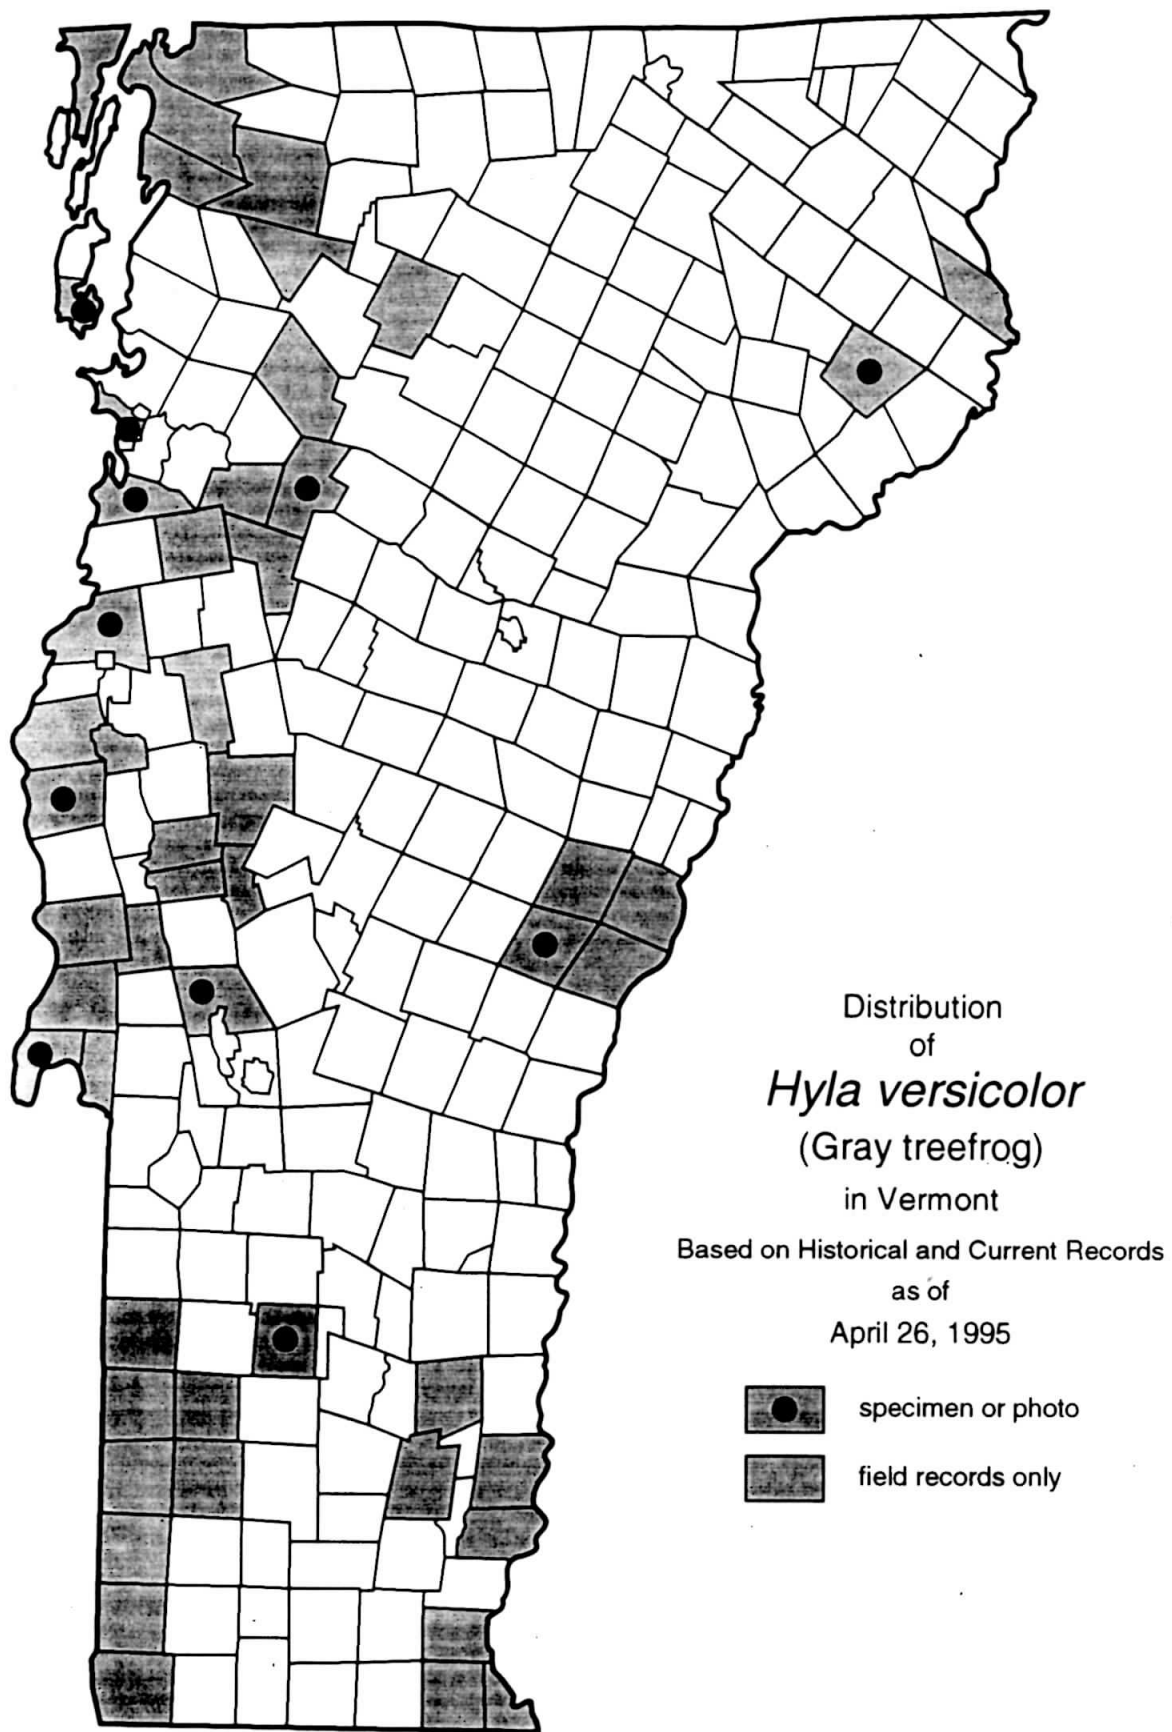 Distribution
of
Hyla versicolor
(Gray treefrog)
in Vermont
Based on Historical and Current Records
as of
April 26, 1995
specimen or photo
field records only